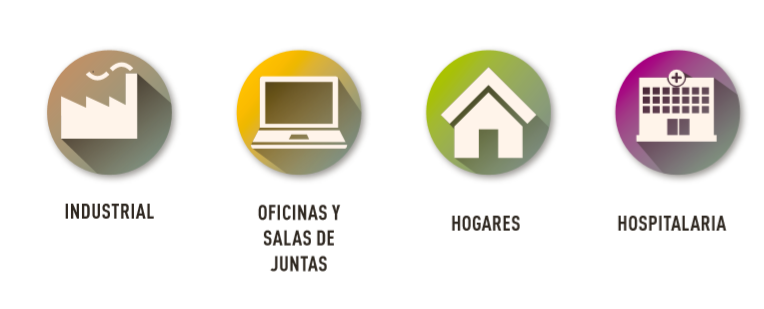 INDUSTRIAL
OFICINAS Y
SALAS DE
JUNTAS
HOGARES
HOSPITALARIA